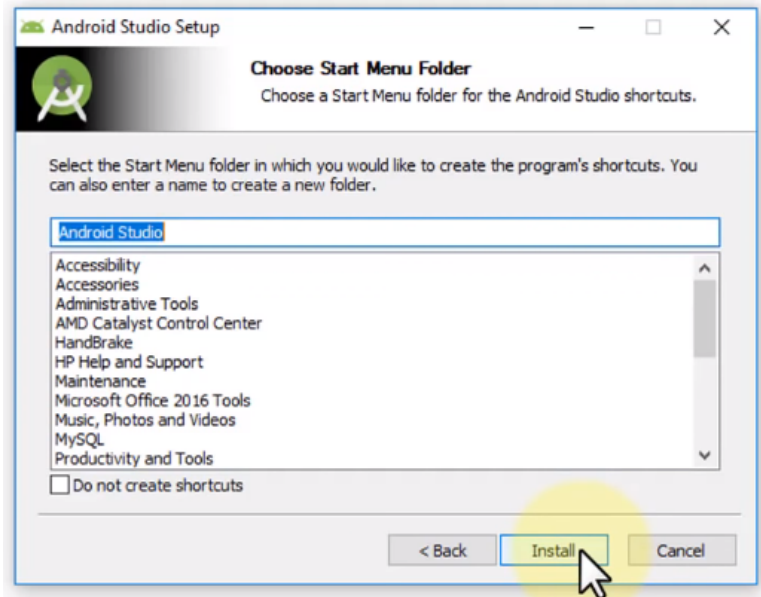 Android Studio Setup
Choose Start Menu Folder
Choose a Start Menu folder for the Android Studio shortcuts.
Select the Start Menu folder in which you would like to create the program's shortcuts. You
can also enter a name to create a new folder.
Android Studio
Accessibility
Accessories
Administrative Tools
AMD Catalyst Control Center
HandBrake
HP Help and Support
Maintenance
Microsoft Office 2016 Tools
Music, Photos and Videos
MySQL
Productivity and Tools
Do not create shortcuts
< Back Install Cancel